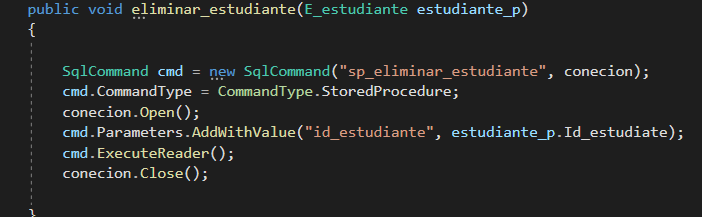 public void eliminar_estudiante(E_estudiante estudiante_p)
{
SqlCommand cmd = new SqlCommand("sp_eliminar_estudiante", conecion);
cmd.CommandType = CommandType.StoredProcedure;
conecion.Open();
cmd.Parameters.AddWithValue("id_estudiante", estudiante_p.Id_estudiate);
cmd.ExecuteReader();
conecion.Close();
}